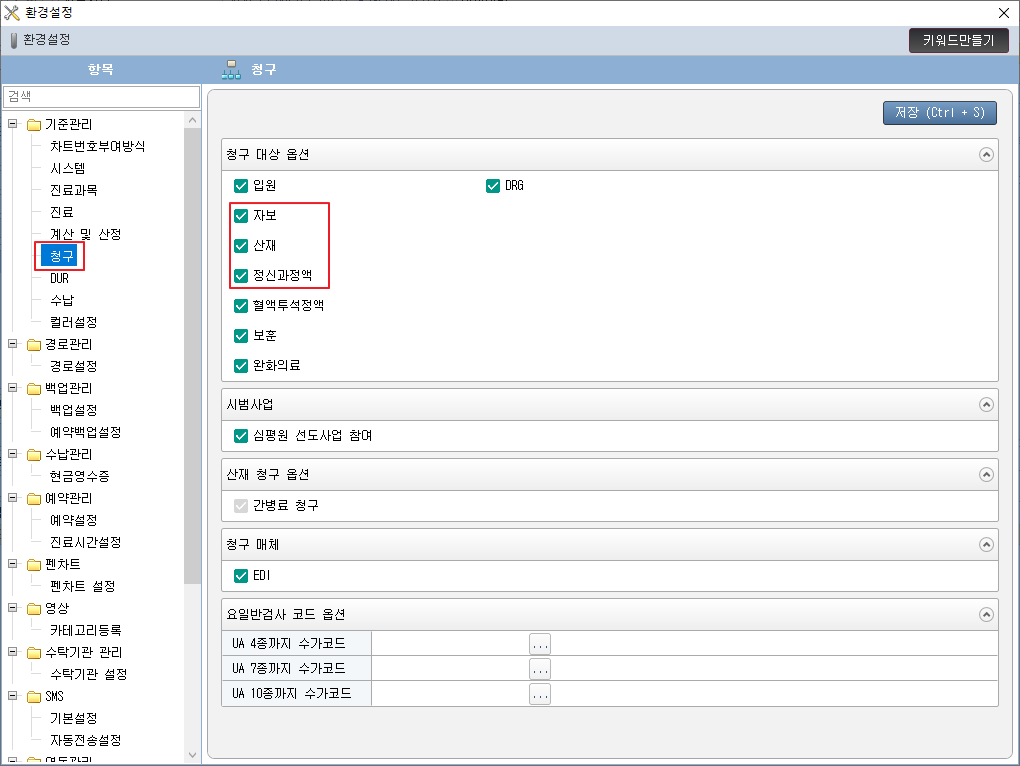 환경설정
환경설정
키워드만들기
항목
청구
검색
저장 (Ctrl + S)
기준관리
차트번호부여방식
시스템
진료과목
진료
계산 및 산정
청구
DUR
수납
컬러설정
경로관리
경로설정
백업관리
백업설정
예약백업설정
수납관리
현금영수증
예약관리
예약설정
진료시간설정
펜차트
펜차트 설정
영상
카테고리등록
수탁기관 관리
수탁기관 설정
SMS
기본설정
자동전송설정
연동관리
청구 대상 옵션
입원
DRG
자보
산재
정신과정액
혈액투석정액
보훈
완화의료
시범사업
심평원 선도사업 참여
산재 청구 옵션
간병료 청구
청구 매체
EDI
요일반검사 코드 옵션
UA 4종까지 수가코드
...
UA 7종까지 수가코드
...
UA 10종까지 수가코드
...